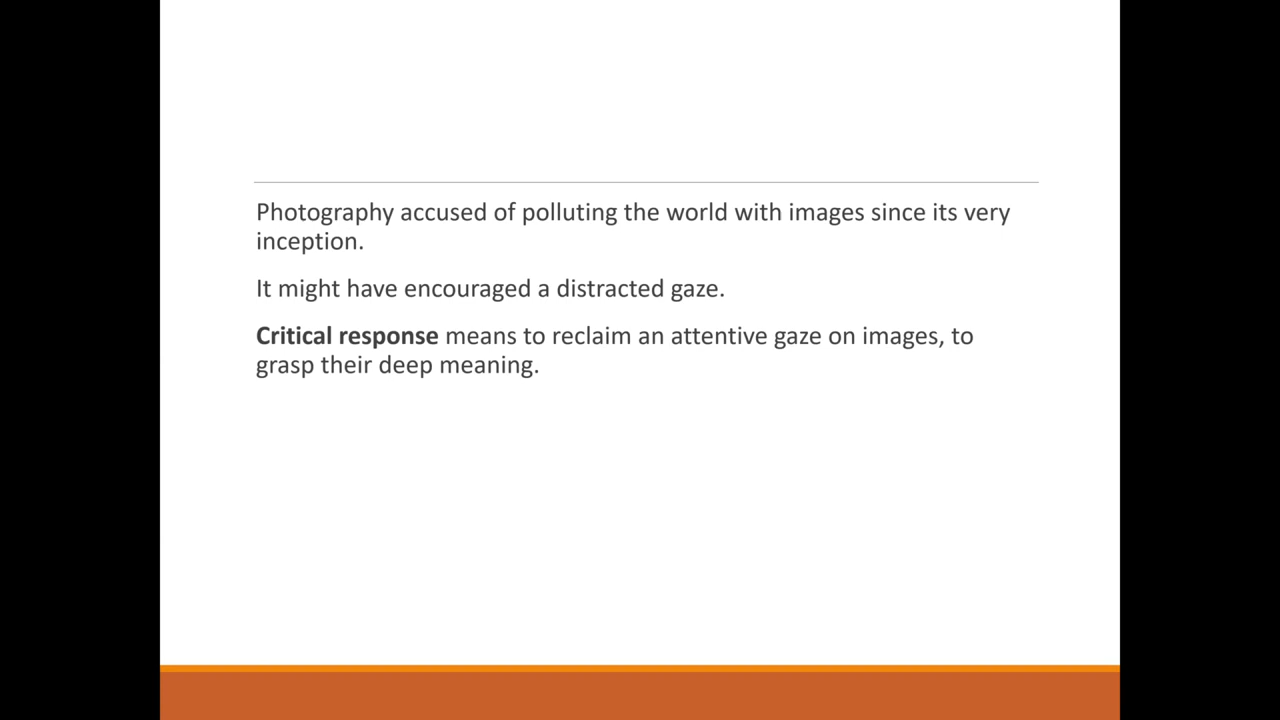 Photography accused of polluting the world with images since its very
inception.
It might have encouraged a distracted gaze.
Critical response means to reclaim an attentive gaze on images, to
grasp their deep meaning.